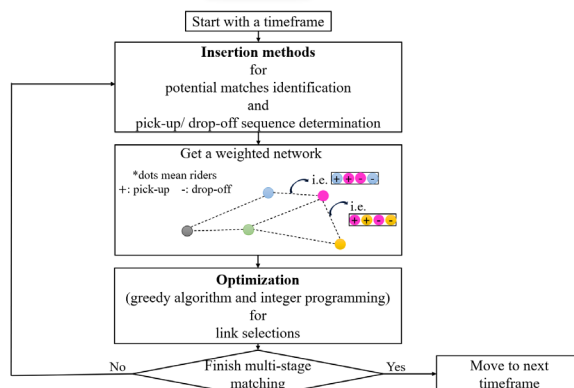 Start with a timeframe
Insertion methods
for
potential matches identification
and
pick-up/ drop-off sequence determination
Get a weighted network
*dots mean riders
+: pick-up -: drop-off
i.e.
+ + - -
i.e.
+ + - -
Optimization
(greedy algorithm and integer programming)
for
link selections
No
Finish multi-stage
matching
Yes
Move to next
timeframe